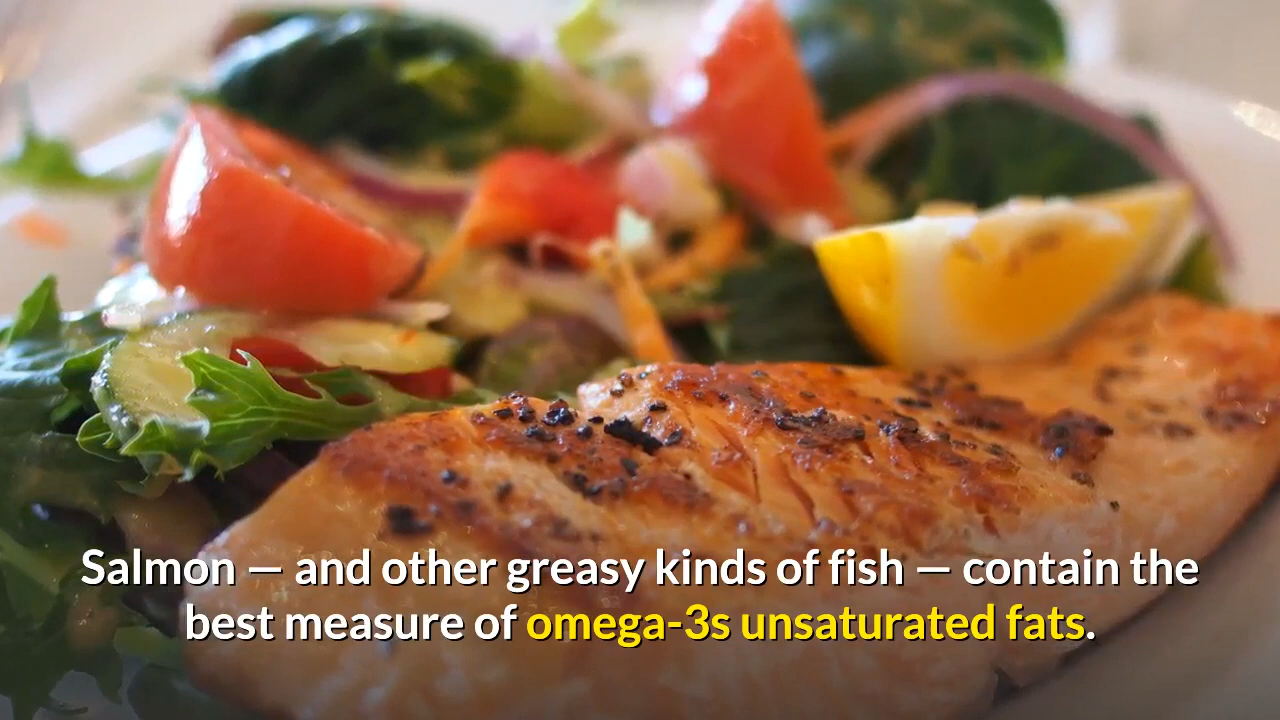 Salmon — and other greasy kinds of fish — contain the
best measure of omega-3s unsaturated fats.